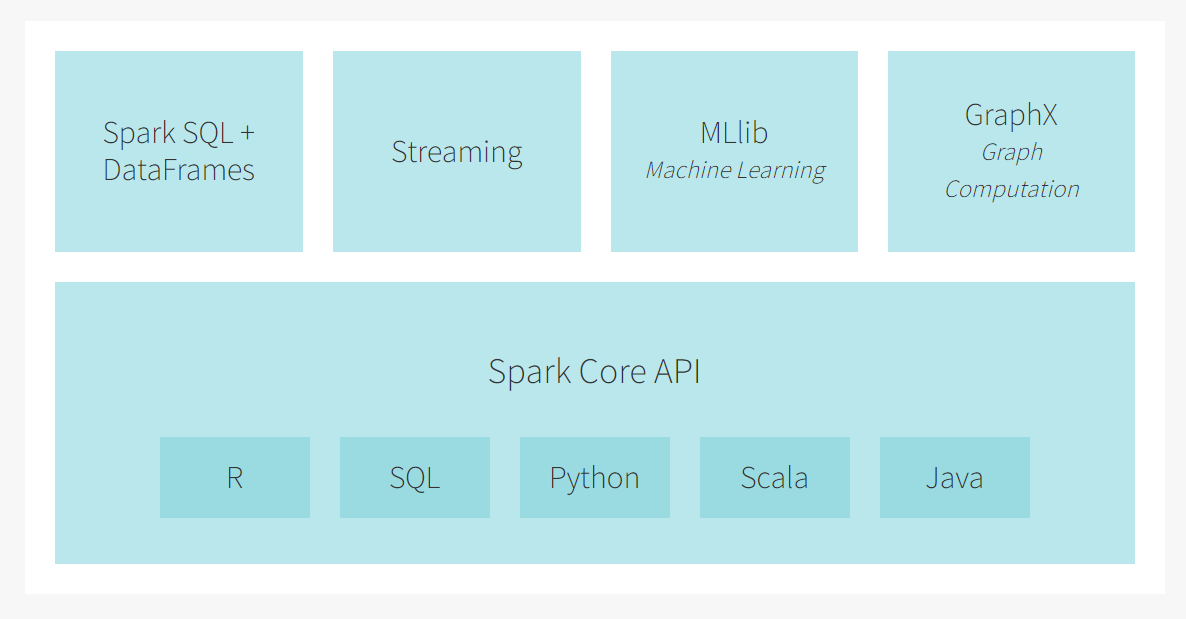 Spark SQL +
DataFrames
Streaming
MLlib
Machine Learning
GraphX
Graph
Computation
Spark Core API
R
SQL
Python
Scala
Java